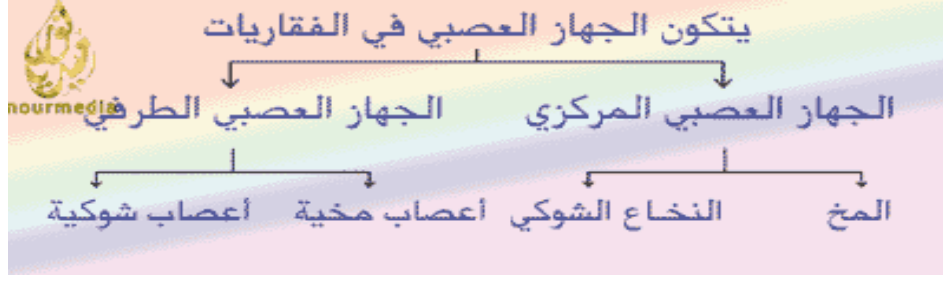 يتكون الجهاز العصبي في الفقاريات
الجهاز العصبي المركزي الجهاز العصبي الطرفي
المخ النخاع الشوكي أعصاب مخية أعصاب شوكية
nourmedia